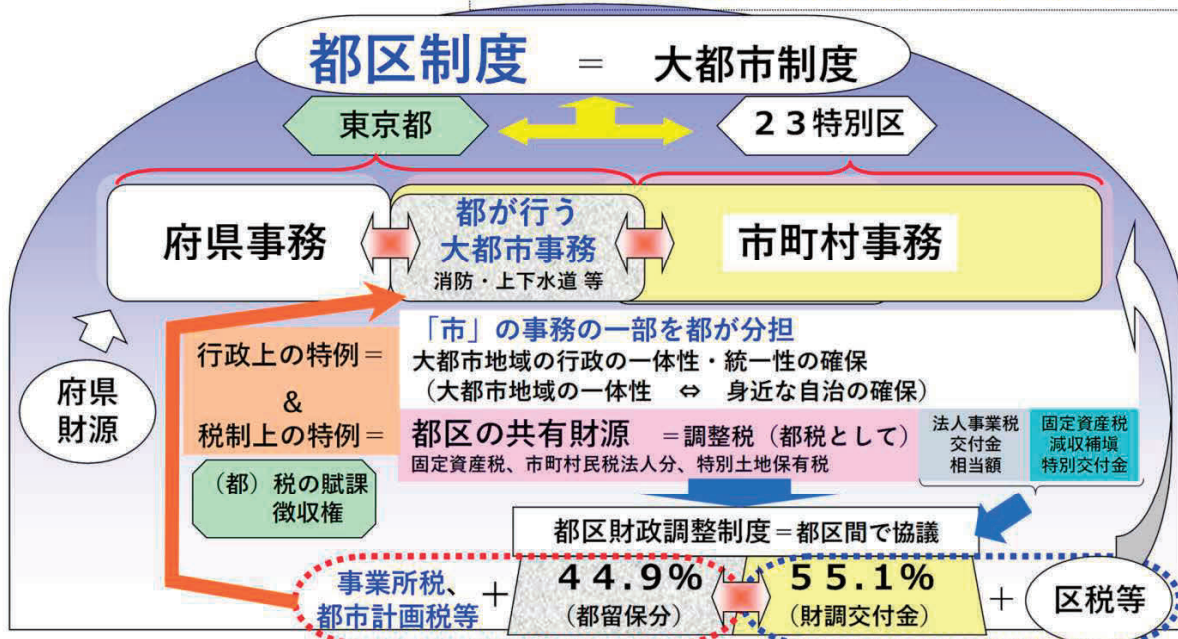 都区制度 = 大都市制度
東京都
２３特別区
府県事務
都が行う
大都市事務
消防・上下水道 等
市町村事務
「市」の事務の一部を都が分担
大都市地域の行政の一体性・統一性の確保
（大都市地域の一体性 ⇔ 身近な自治の確保）
行政上の特例＝
&
税制上の特例＝
府県
財源
都区の共有財源 ＝調整税（都税として）
固定資産税、市町村民税法人分、特別土地保有税
法人事業税
交付金
相当額
固定資産税
減収補塡
特別交付金
（都）税の賦課
徴収権
都区財政調整制度＝都区間で協議
事業所税、
都市計画税等
+
４４.９%
（都留保分）
５５.１%
（財調交付金）
+
区税等